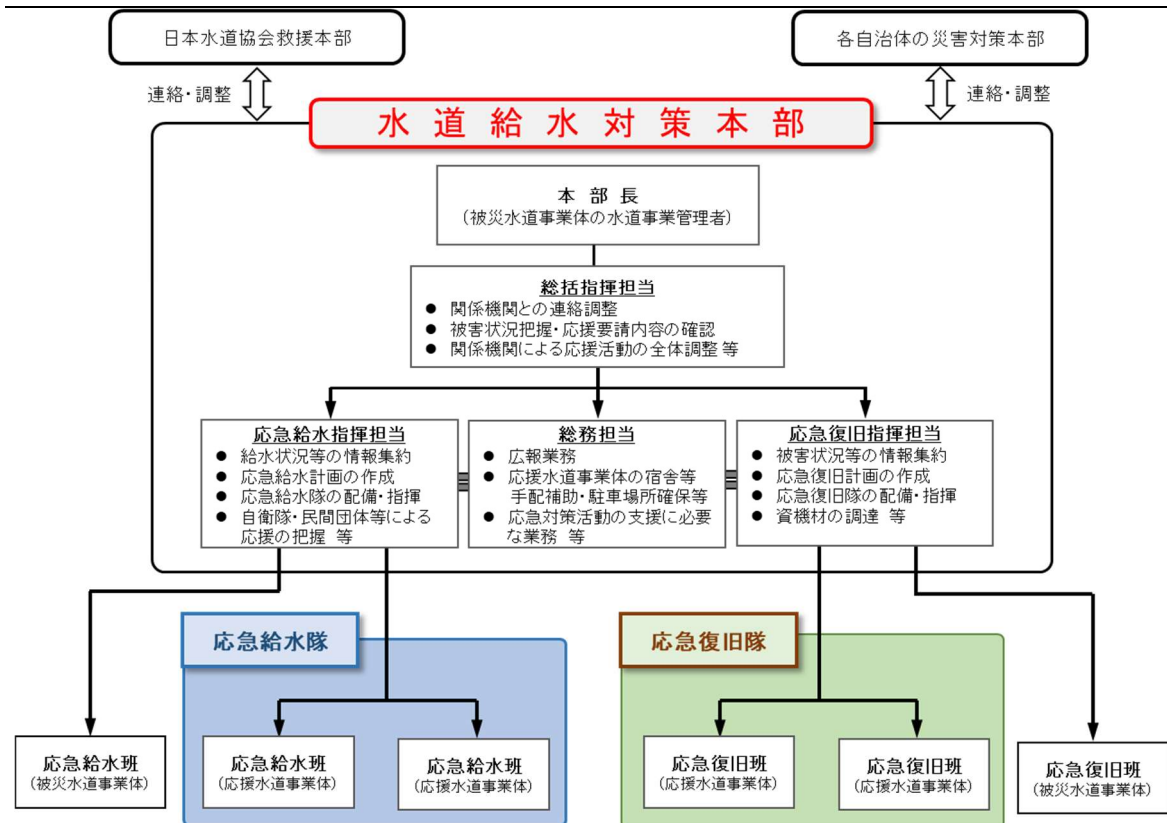 日本水道協会救援本部
各自治体の災害対策本部
連絡・調整
連絡・調整
水道給水対策本部
本部長
(被災水道事業体の水道事業管理者)
総括指揮担当
● 関係機関との連絡調整
● 被害状況把握・応援要請内容の確認
● 関係機関による応援活動の全体調整 等
応急給水指揮担当
● 給水状況等の情報集約
● 応急給水計画の作成
● 応急給水隊の配備・指揮
● 自衛隊・民間団体等による
応援の把握 等
総務担当
● 広報業務
● 応援水道事業体の宿舎等
手配補助・駐車場所確保等
● 応急対策活動の支援に必要
な業務 等
応急復旧指揮担当
● 被害状況等の情報集約
● 応急復旧計画の作成
● 応急復旧隊の配備・指揮
● 資機材の調達 等
応急給水隊
応急復旧隊
応急給水班
(被災水道事業体)
応急給水班
(応援水道事業体)
応急給水班
(応援水道事業体)
応急復旧班
(応援水道事業体)
応急復旧班
(応援水道事業体)
応急復旧班
(被災水道事業体)